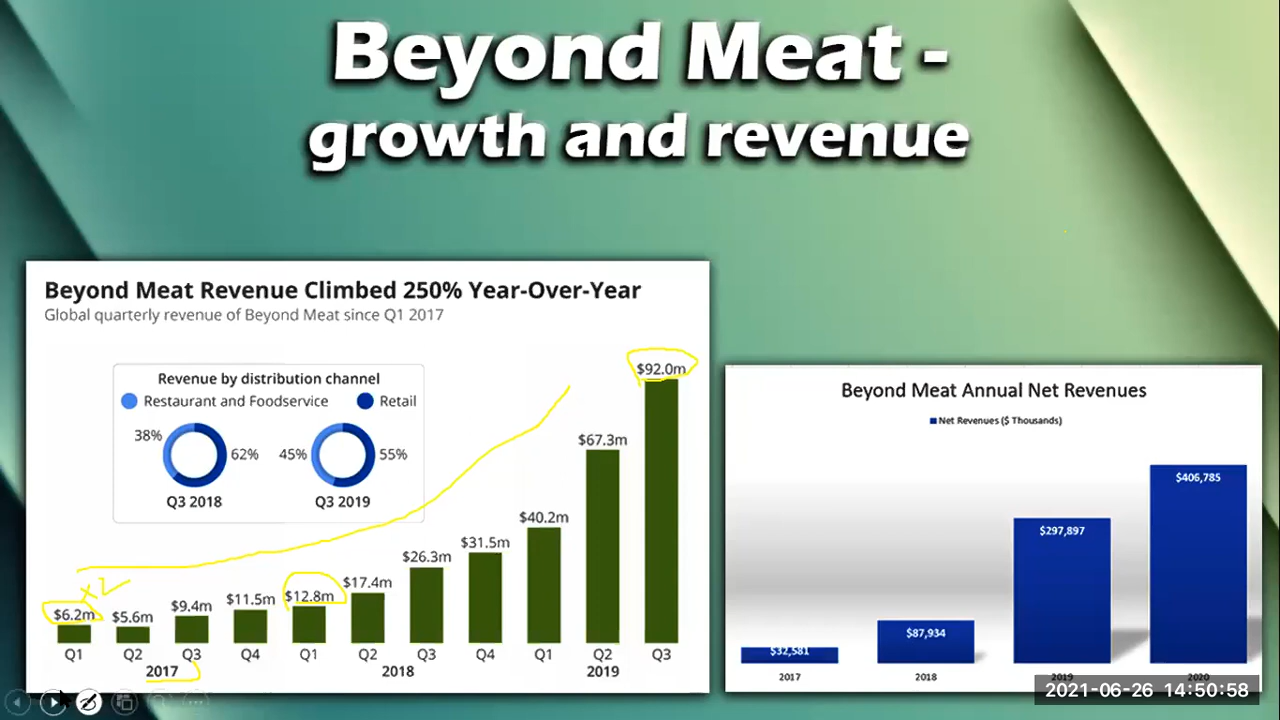 Beyond Meat -
growth and revenue
Beyond Meat Revenue Climbed 250% Year-Over-Year
Global quarterly revenue of Beyond Meat since Q1 2017
Revenue by distribution channel
Restaurant and Foodservice Retail
38% 62% 45% 55%
Q3 2018 Q3 2019
$92.0m
$67.3m
$40.2m
$31.5m
$26.3m
$17.4m
$12.8m
$11.5m
$9.4m
×2
$6.2m $5.6m
Q1 Q2 Q3 Q4 Q1 Q2 Q3 Q4 Q1 Q2 Q3
2017 2018 2019
Beyond Meat Annual Net Revenues
Net Revenues ($ Thousands)
$406,785
$297,897
$87,934
$32,581
2017 2018 2019 2020
2021-06-26 14:50:58